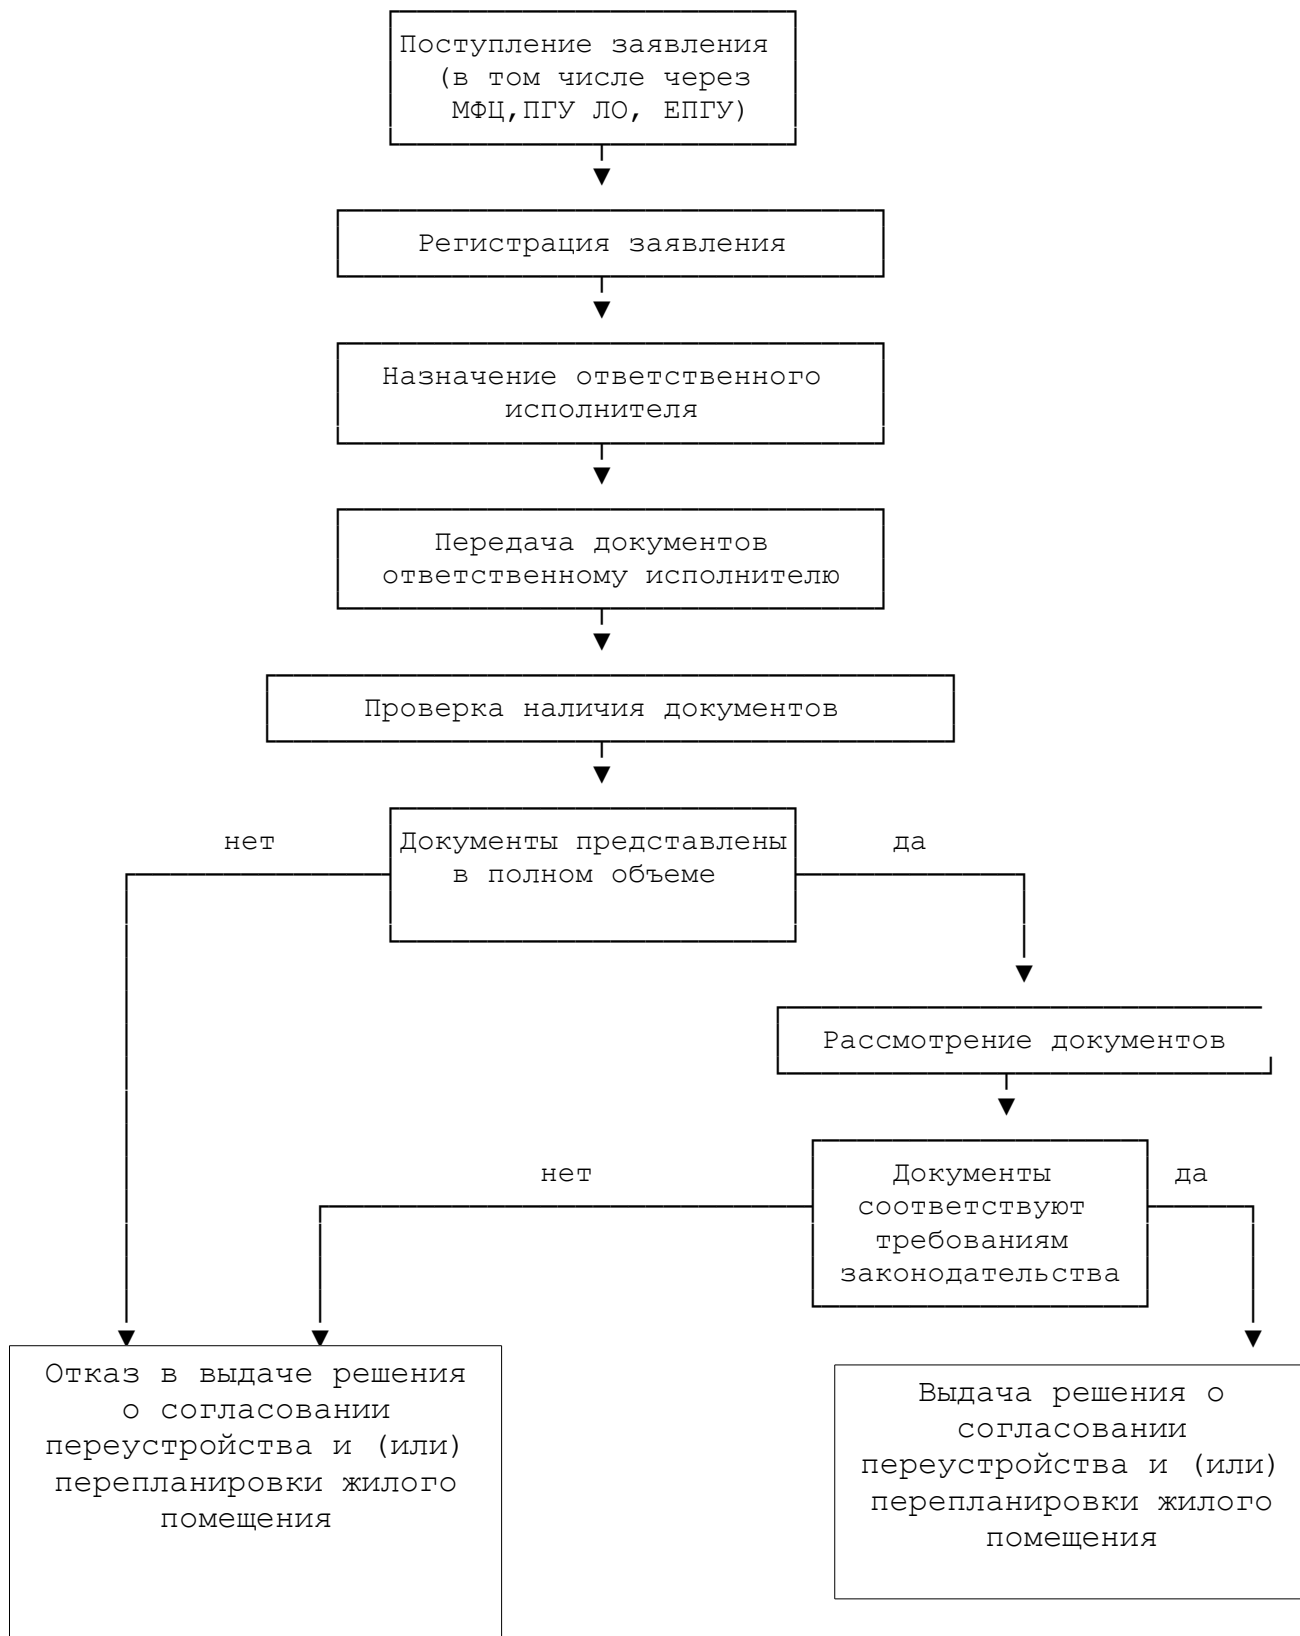 Поступление заявления
(в том числе через
МФЦ,ПГУ ЛО, ЕПГУ)
Регистрация заявления
Назначение ответственного
исполнителя
Передача документов
ответственному исполнителю
Проверка наличия документов
нет
Документы представлены
в полном объеме
да
Рассмотрение документов
нет
Документы
соответствуют
требованиям
законодательства
да
Отказ в выдаче решения
о согласовании
переустройства и (или)
перепланировки жилого
помещения
Выдача решения о
согласовании
переустройства и (или)
перепланировки жилого
помещения